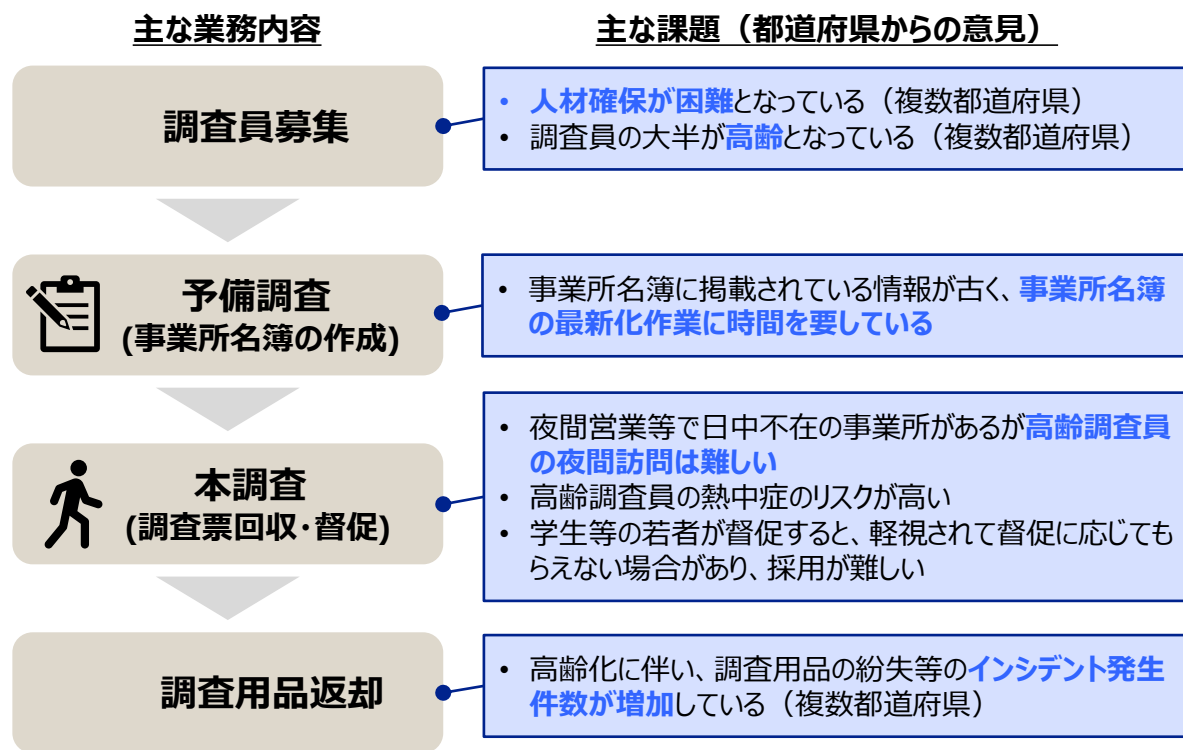 主な業務内容
主な課題（都道府県からの意見）
調査員募集
• 人材確保が困難となっている（複数都道府県）
• 調査員の大半が高齢となっている（複数都道府県）
予備調査
(事業所名簿の作成)
• 事業所名簿に掲載されている情報が古く、事業所名簿
の最新化作業に時間を要している
本調査
(調査票回収・督促)
• 夜間営業等で日中不在の事業所があるが高齢調査員
の夜間訪問は難しい
• 高齢調査員の熱中症のリスクが高い
• 学生等の若者が督促すると、軽視されて督促に応じても
らえない場合があり、採用が難しい
調査用品返却
• 高齢化に伴い、調査用品の紛失等のインシデント発生
件数が増加している（複数都道府県）